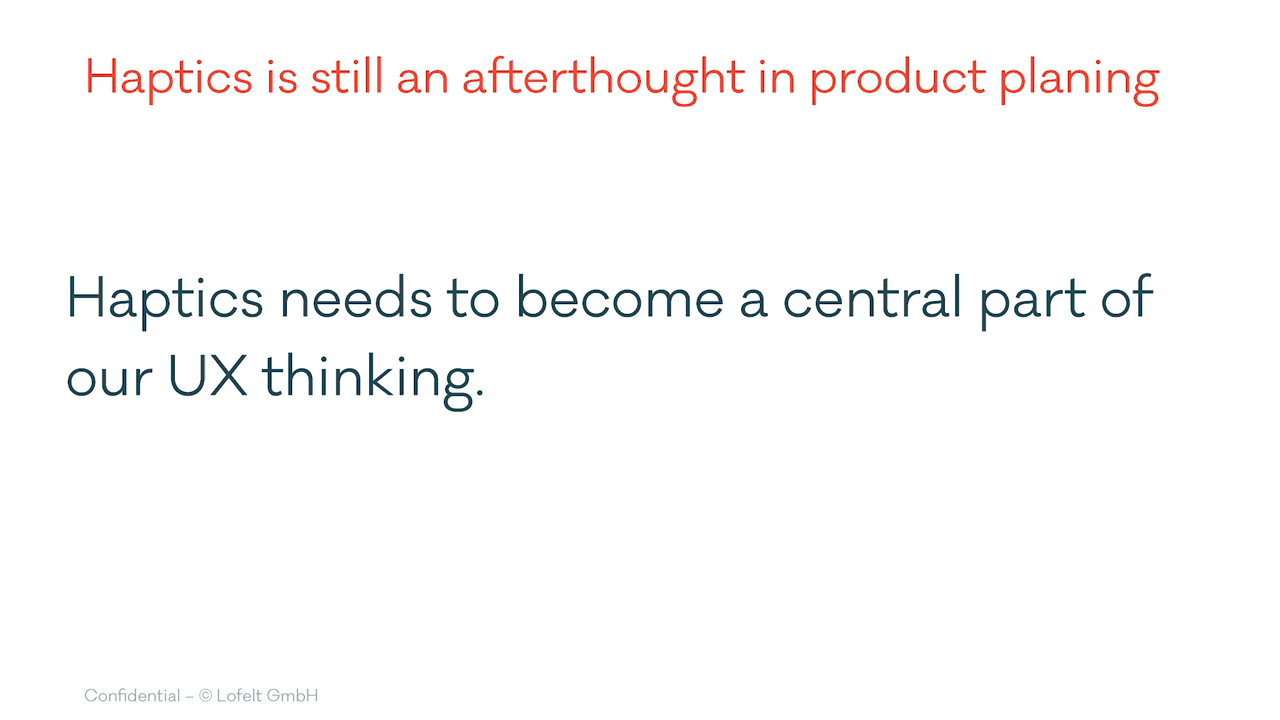 Haptics is still an afterthought in product planing
Haptics needs to become a central part of
our UX thinking.
Confidential – © Lofelt GmbH